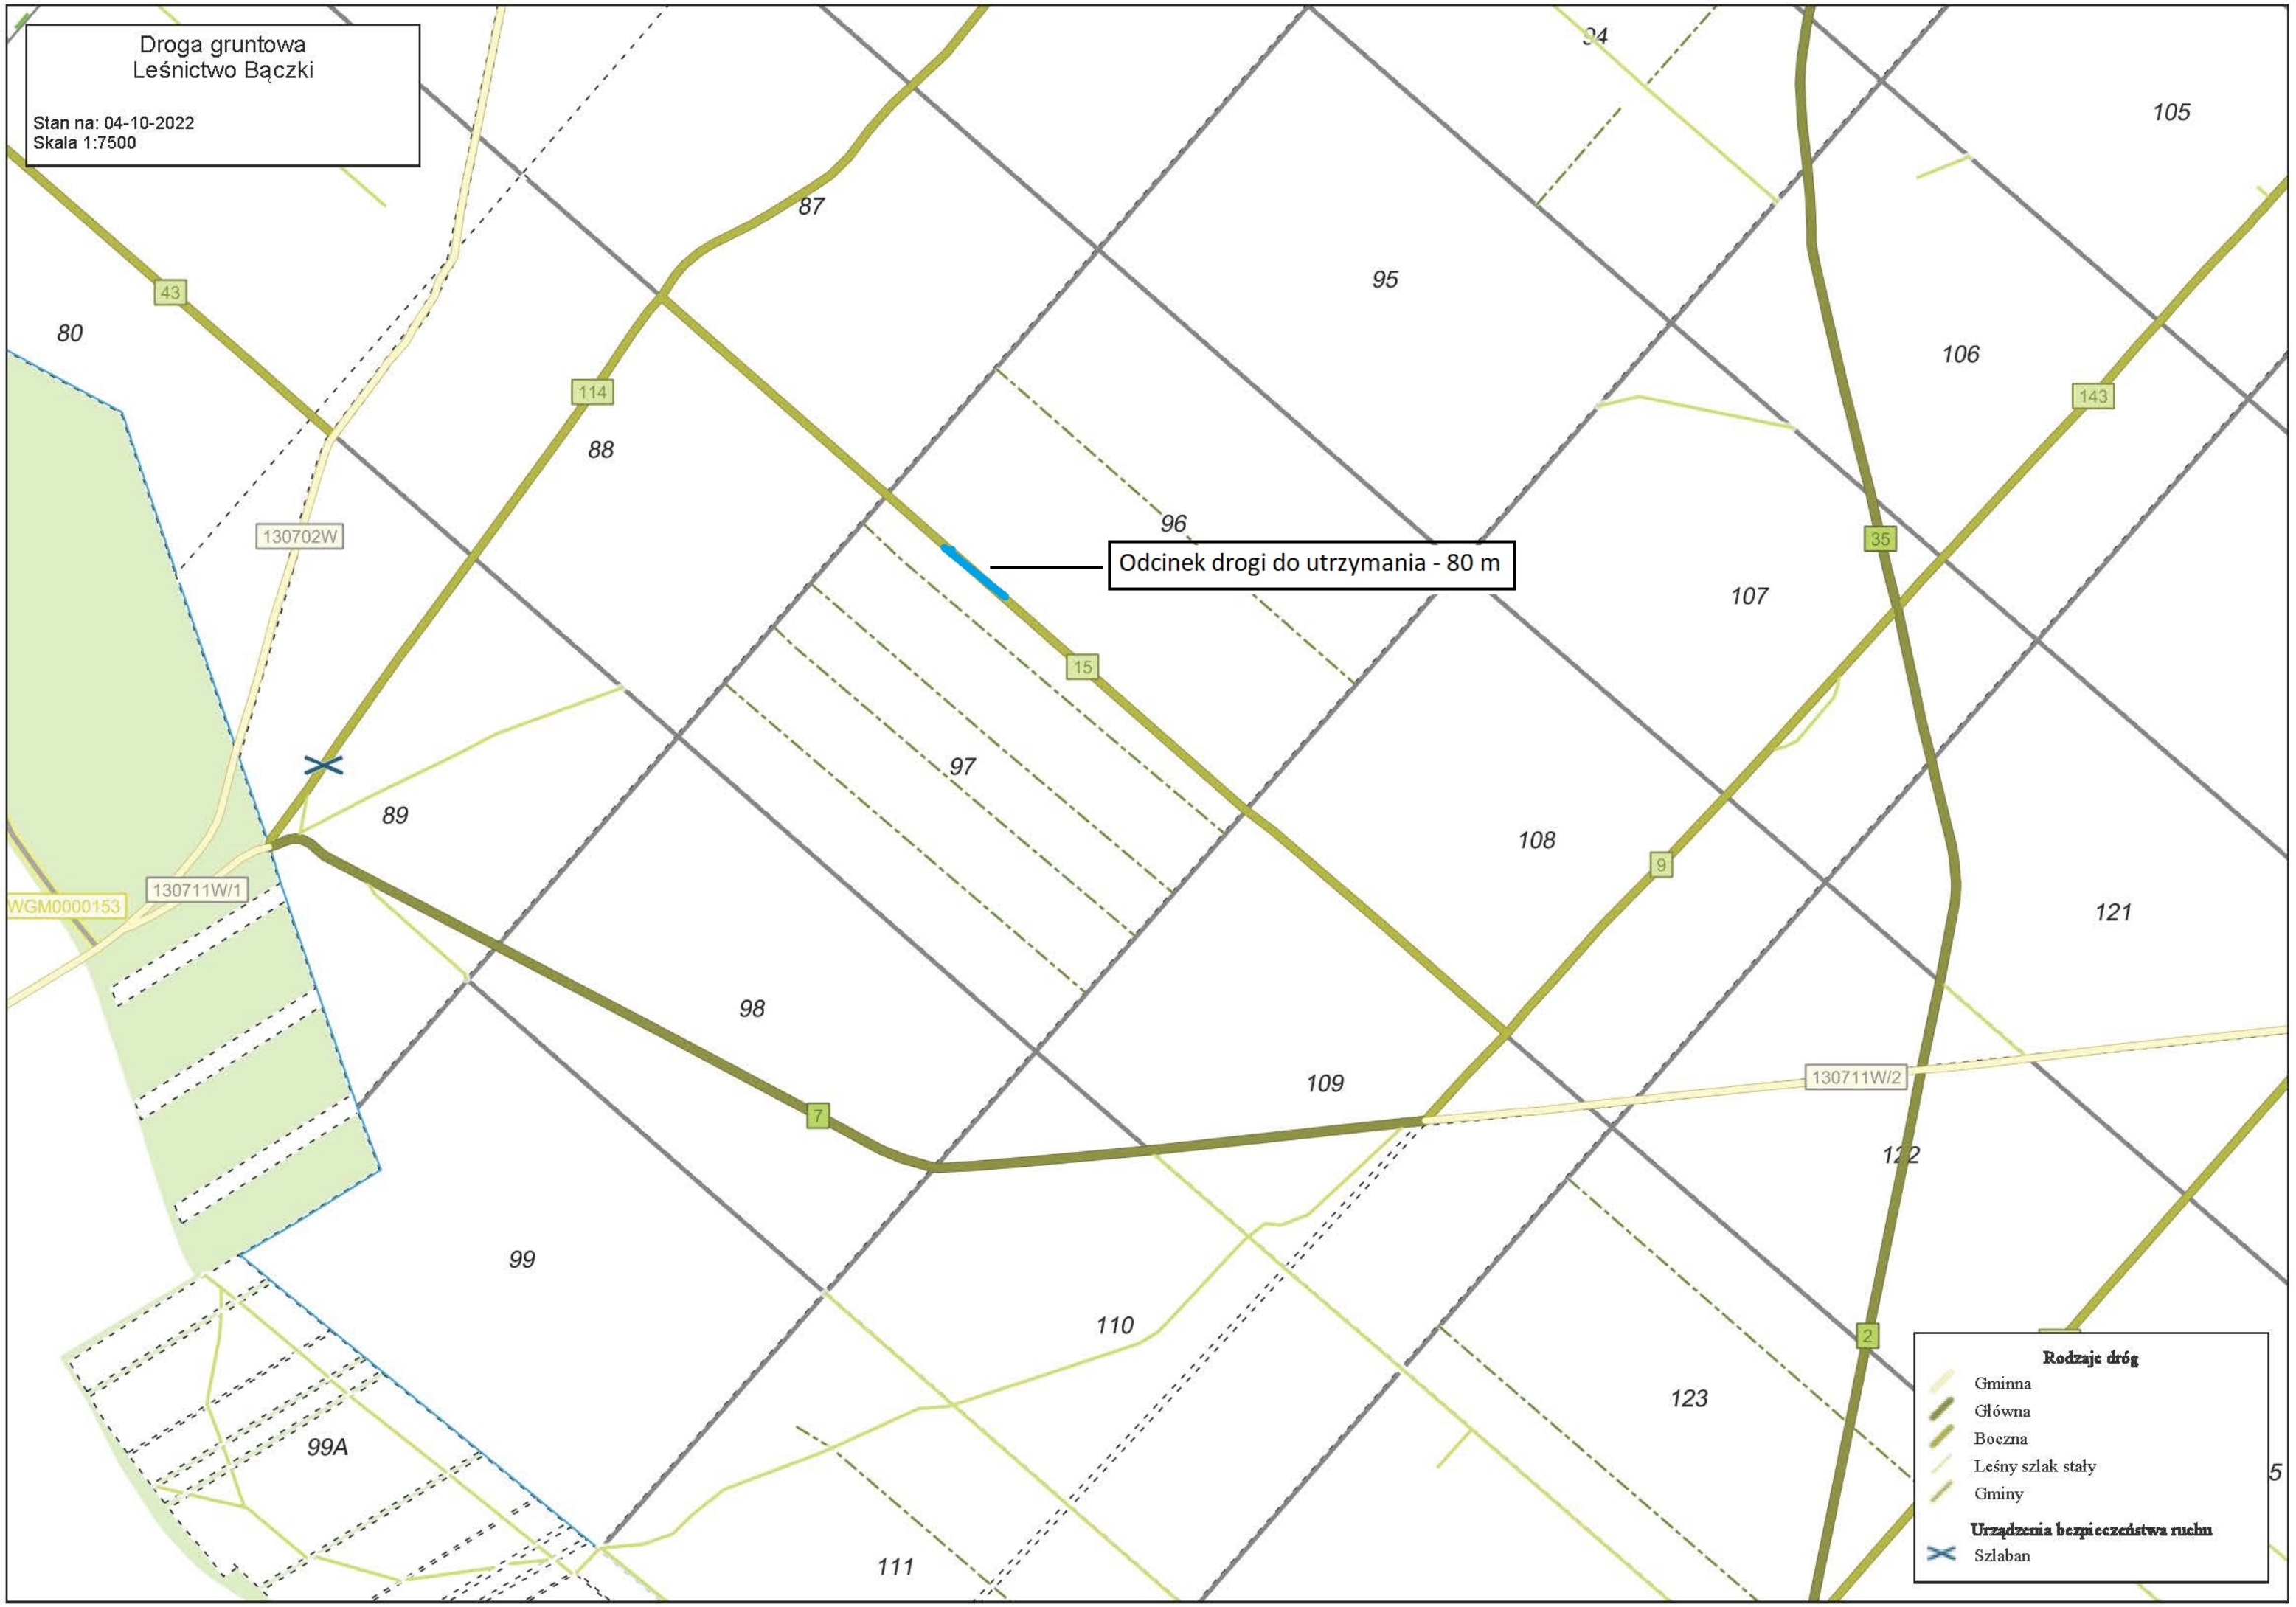 Droga gruntowa
Leśnictwo Bączki
Stan na: 04-10-2022
Skala 1:7500
94
105
87
95
43
80
106
114
143
88
96
130702W
35
Odcinek drogi do utrzymania - 80 m
107
15
97
89
108
9
130711W/1
WGM0000153
121
98
130711W/2
109
7
122
99
110
2
123
99A
111
5
Rodzaje dróg
Gminna
Główna
Boczna
Leśny szlak stały
Gminy
Urządzenia bezpieczeństwa ruchu
Szlaban